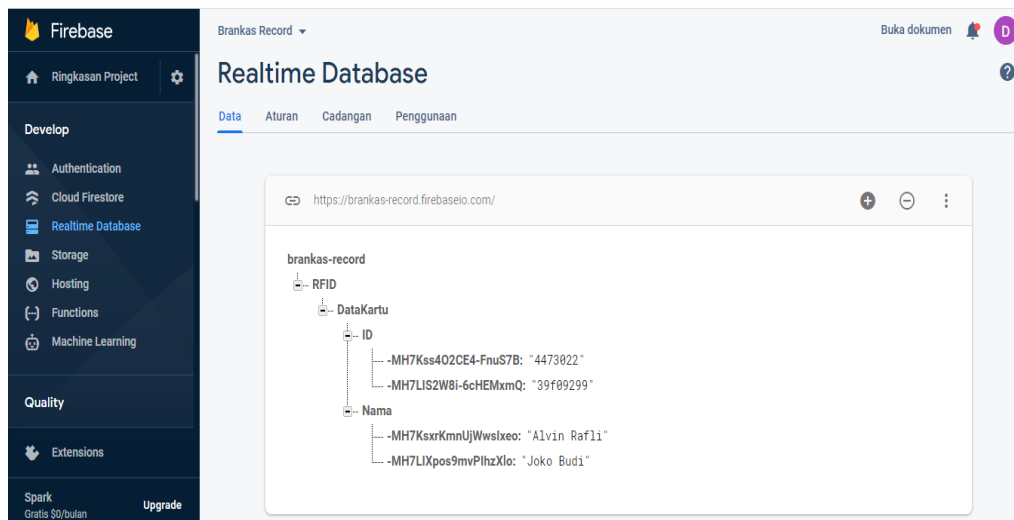 Firebase
Brankas Record
Buka dokumen
D
Ringkasan Project
Realtime Database
?
Data Aturan Cadangan Penggunaan
Develop
Authentication
Cloud Firestore
Realtime Database
Storage
Hosting
Functions
Machine Learning
Quality
Extensions
Spark
Gratis $0/bulan
Upgrade
https://brankas-record.firebaseio.com/
brankas-record
RFID
DataKartu
ID
-MH7Kss4O2CE4-FnuS7B: "4473022"
-MH7LIS2W8i-6cHEMxmQ: "39f09299"
Nama
-MH7KsxrKmnUjWwsIxeo: "Alvin Rafli"
-MH7LIXpos9mvPIhzXlo: "Joko Budi"